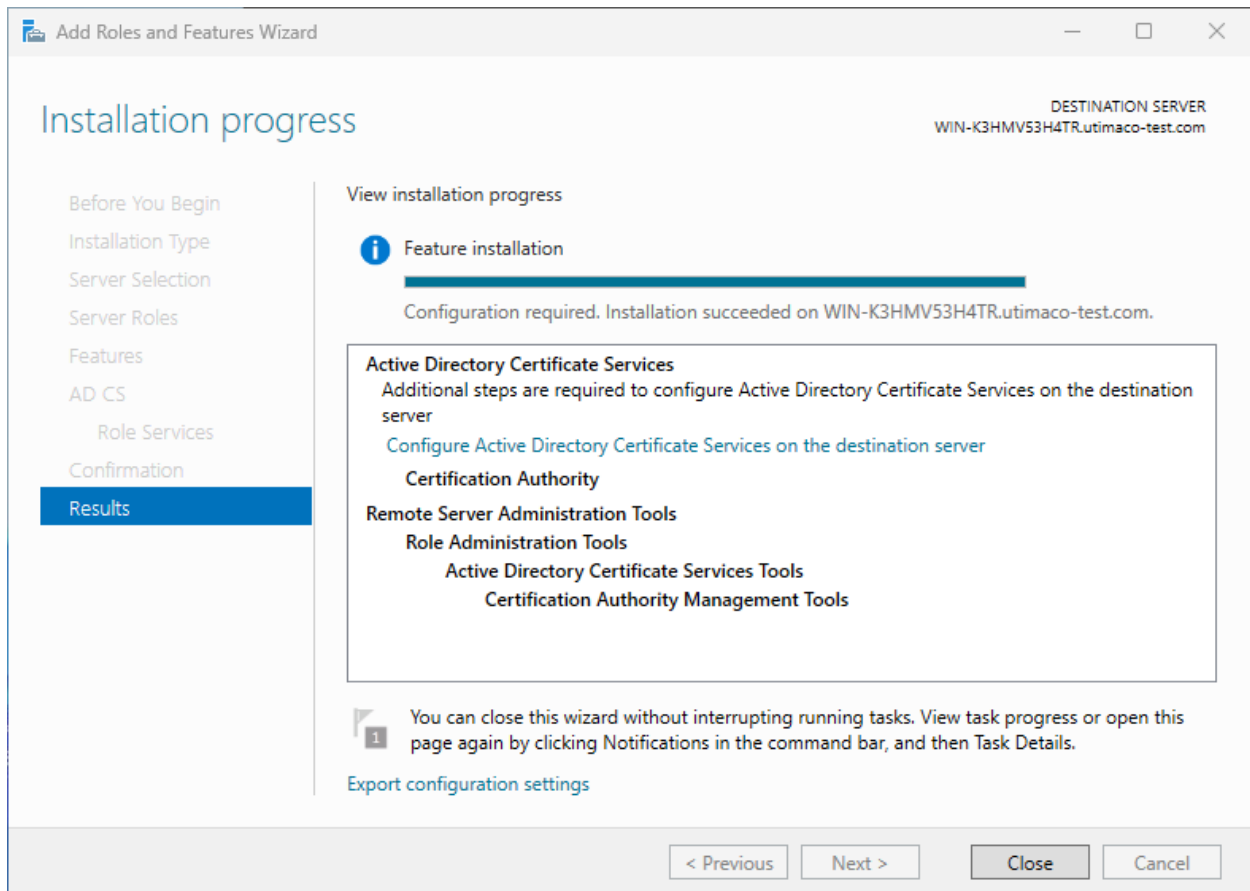 Add Roles and Features Wizard
Installation progress
DESTINATION SERVER
WIN-K3HMV53H4TR.utimaco-test.com
Before You Begin
Installation Type
Server Selection
Server Roles
Features
AD CS
Role Services
Confirmation
Results
View installation progress
Feature installation
Configuration required. Installation succeeded on WIN-K3HMV53H4TR.utimaco-test.com.
Active Directory Certificate Services
Additional steps are required to configure Active Directory Certificate Services on the destination
server
Configure Active Directory Certificate Services on the destination server
Certification Authority
Remote Server Administration Tools
Role Administration Tools
Active Directory Certificate Services Tools
Certification Authority Management Tools
1
You can close this wizard without interrupting running tasks. View task progress or open this
page again by clicking Notifications in the command bar, and then Task Details.
Export configuration settings
< Previous
Next >
Close
Cancel